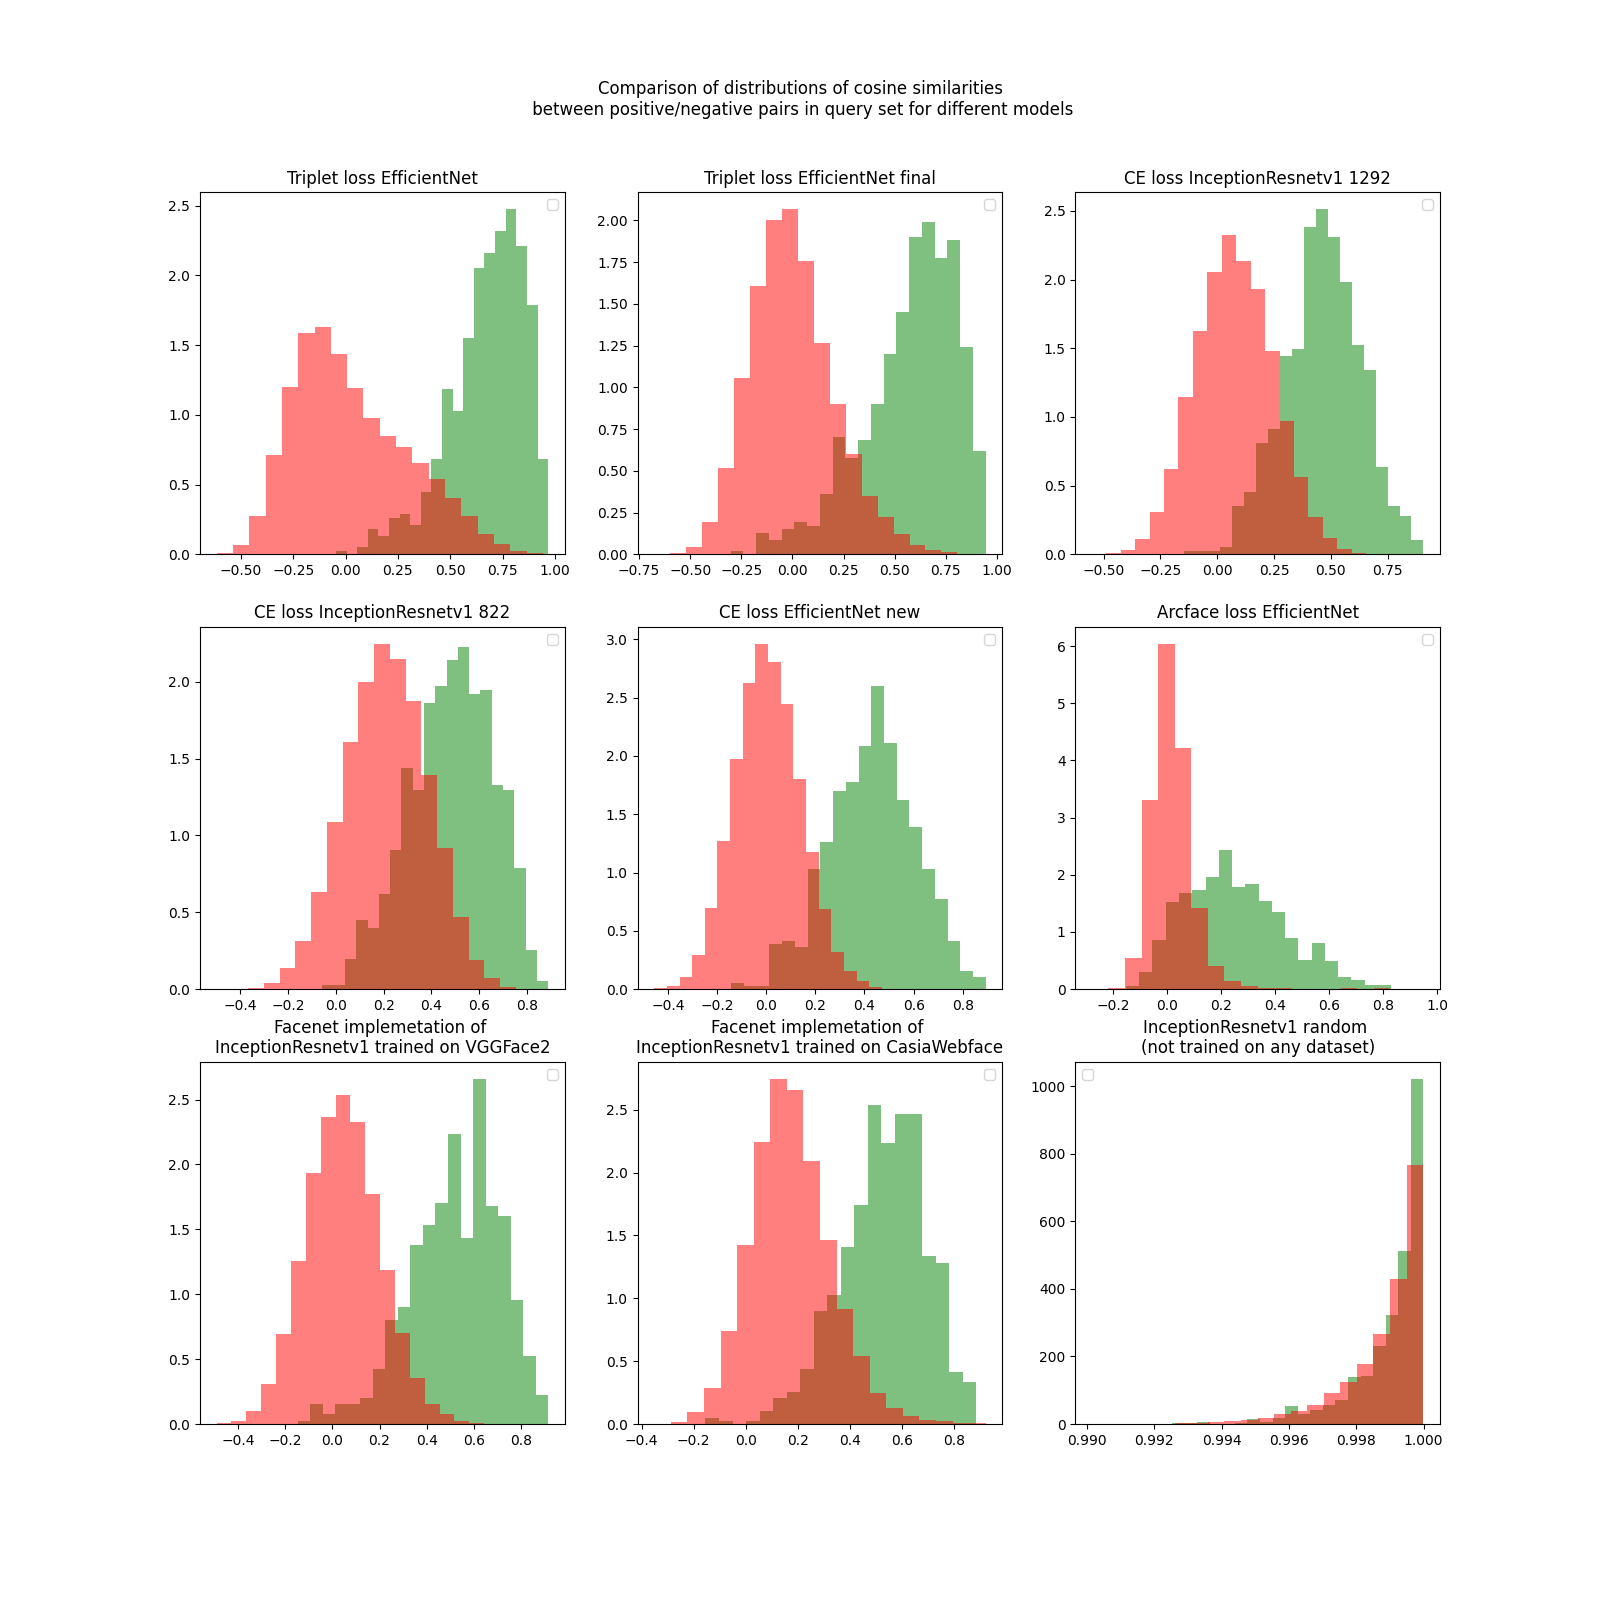 Comparison of distributions of cosine similarities
between positive/negative pairs in query set for different models
Triplet loss EfficientNet
2.5
2.0
1.5
1.0
0.5
0.0
−0.50 −0.25 0.00 0.25 0.50 0.75 1.00
Triplet loss EfficientNet final
2.00
1.75
1.50
1.25
1.00
0.75
0.50
0.25
0.00
−0.75 −0.50 −0.25 0.00 0.25 0.50 0.75 1.00
CE loss InceptionResnetv1 1292
2.5
2.0
1.5
1.0
0.5
0.0
−0.50 −0.25 0.00 0.25 0.50 0.75
CE loss InceptionResnetv1 822
2.0
1.5
1.0
0.5
0.0
−0.4 −0.2 0.0 0.2 0.4 0.6 0.8
CE loss EfficientNet new
3.0
2.5
2.0
1.5
1.0
0.5
0.0
−0.4 −0.2 0.0 0.2 0.4 0.6 0.8
Arcface loss EfficientNet
6
5
4
3
2
1
0
−0.2 0.0 0.2 0.4 0.6 0.8 1.0
Facenet implemetation of
InceptionResnetv1 trained on VGGFace2
2.5
2.0
1.5
1.0
0.5
0.0
−0.4 −0.2 0.0 0.2 0.4 0.6 0.8
Facenet implemetation of
InceptionResnetv1 trained on CasiaWebface
2.5
2.0
1.5
1.0
0.5
0.0
−0.4 −0.2 0.0 0.2 0.4 0.6 0.8
InceptionResnetv1 random
(not trained on any dataset)
1000
800
600
400
200
0
0.990 0.992 0.994 0.996 0.998 1.000